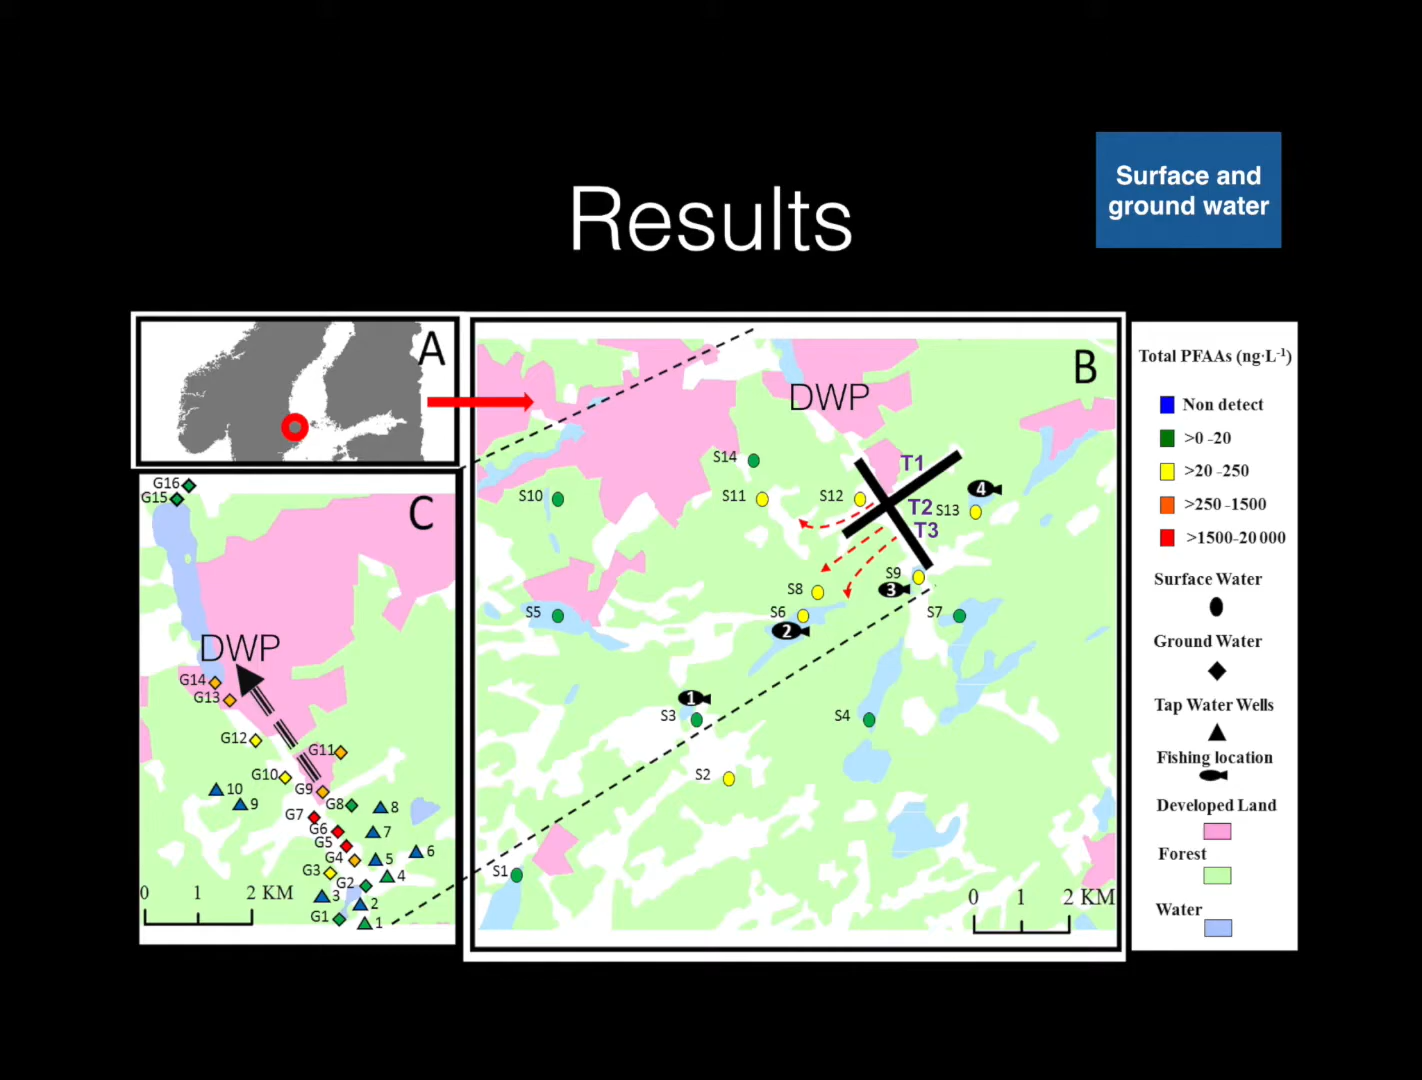 Results
Surface and
ground water
A
B
DWP
S14
S10
S11
S12
T1
T2
T3
4
S13
S9
3
S8
S6
2
S5
S7
1
S3
S4
S2
S1
0 1 2 KM
C
G16
G15
DWP
G14
G13
G12
G11
G10
G9
10
9
G8
8
G7
G6
7
G5
G4
5
6
G3
4
G2
3
2
G1
1
0 1 2 KM
Total PFAAs (ng·L-1)
Non detect
>0 -20
>20 -250
>250 -1500
>1500-20 000
Surface Water
Ground Water
Tap Water Wells
Fishing location
Developed Land
Forest
Water